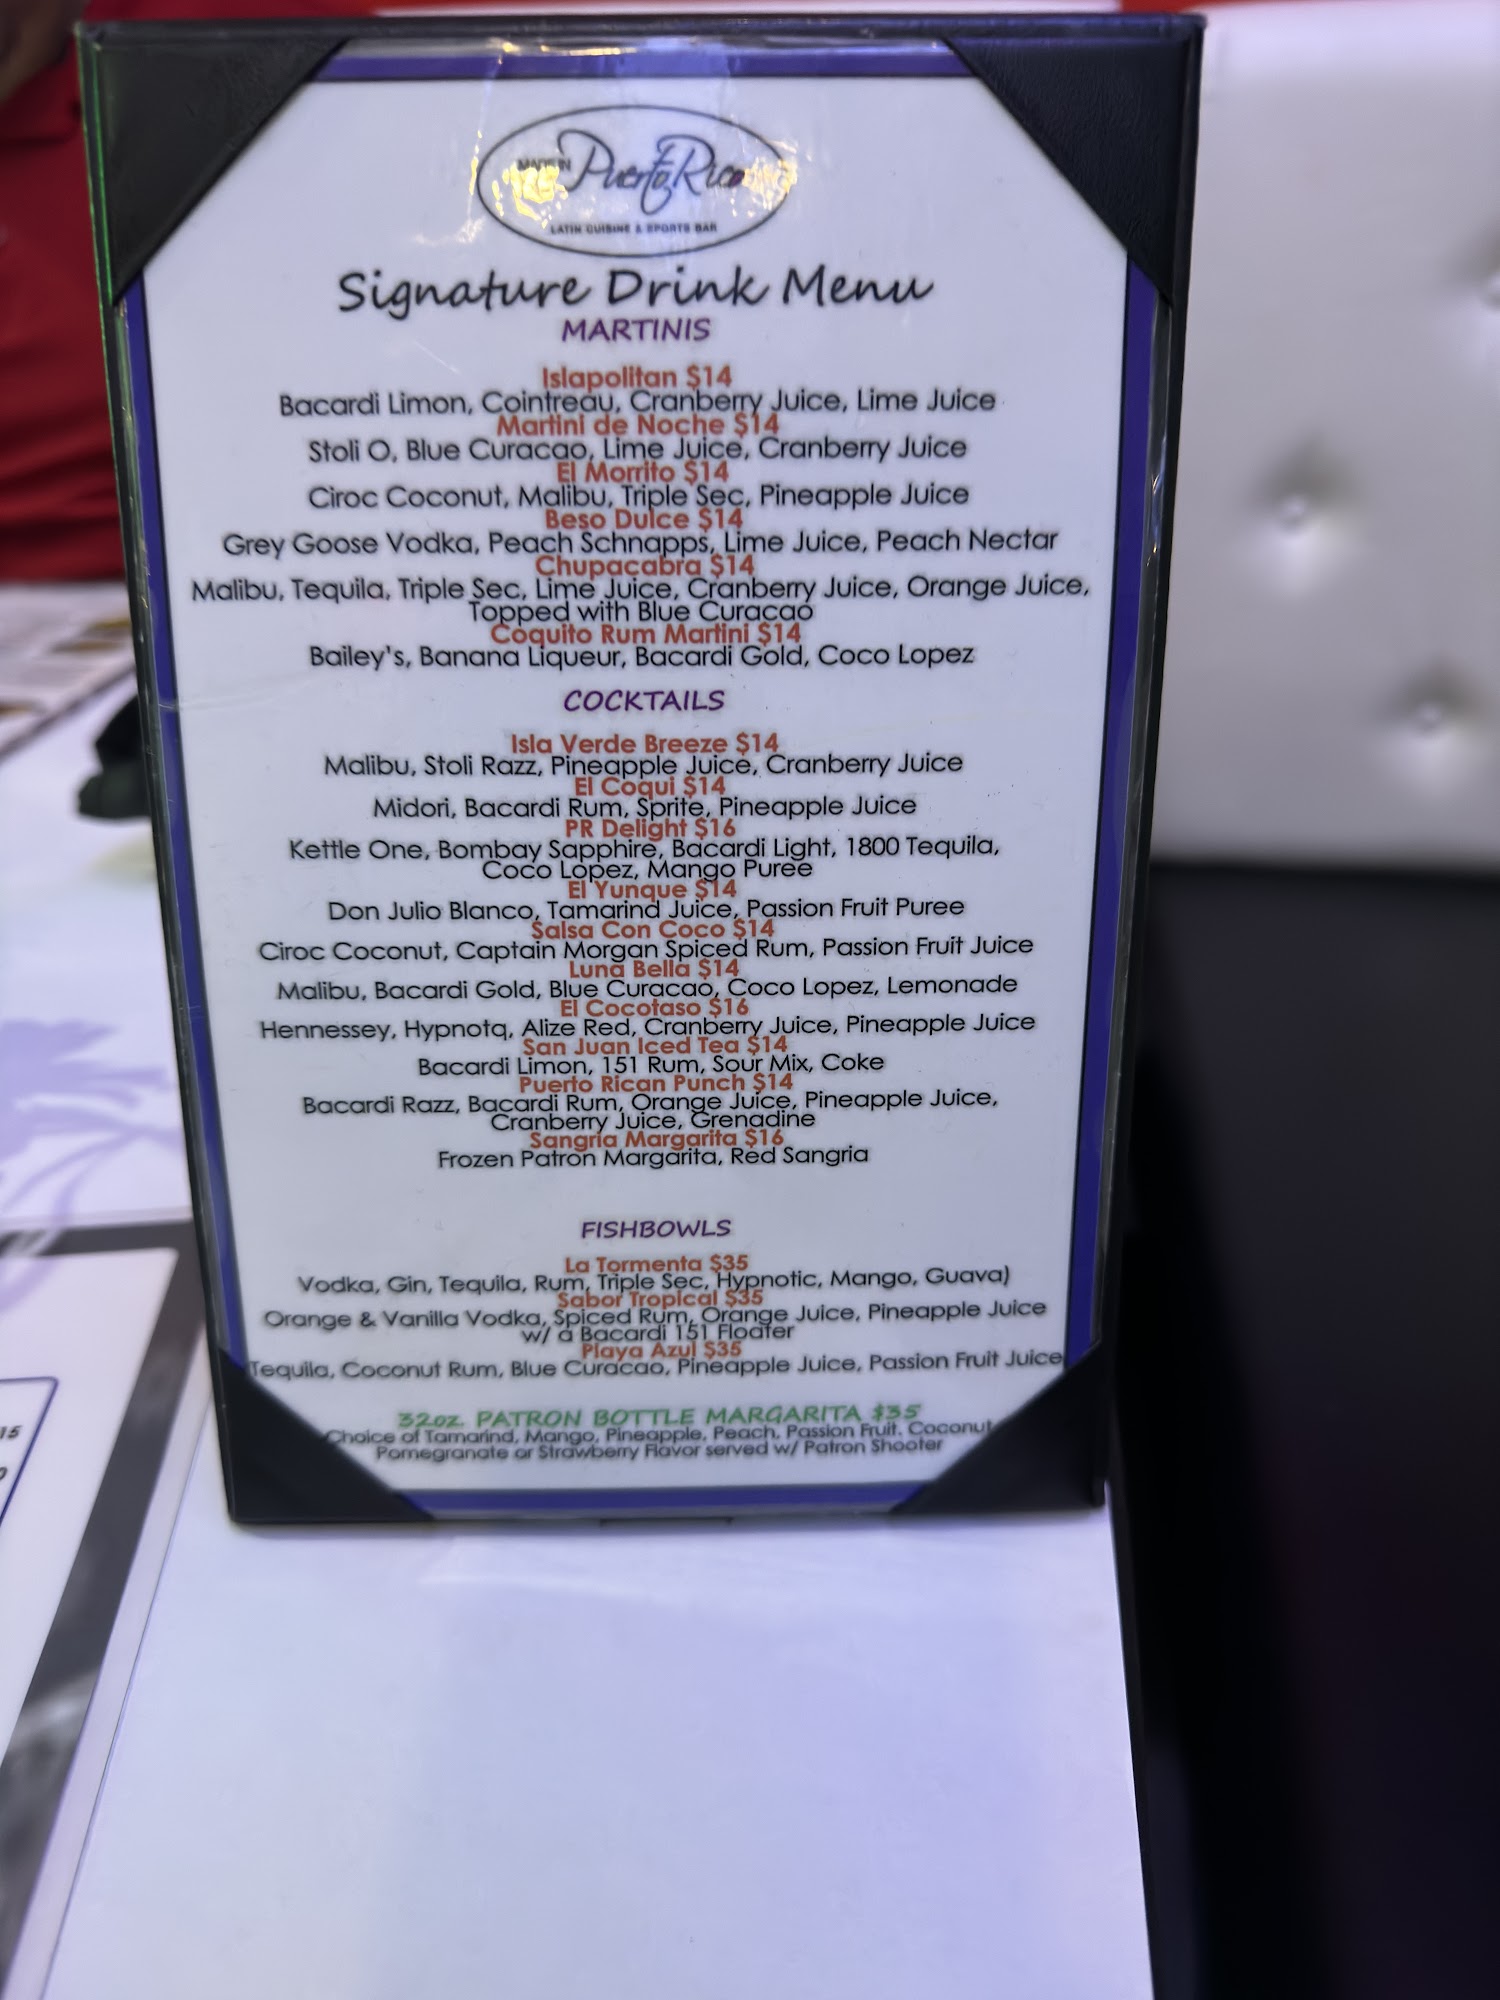 MADE IN Puerto Rico
LATIN CUISINE & SPORTS BAR
Signature Drink Menu
MARTINIS
Islapolitan $14
Bacardi Limon, Cointreau, Cranberry Juice, Lime Juice
Martini de Noche $14
Stoli O, Blue Curacao, Lime Juice, Cranberry Juice
El Morrito $14
Ciroc Coconut, Malibu, Triple Sec, Pineapple Juice
Beso Dulce $14
Grey Goose Vodka, Peach Schnapps, Lime Juice, Peach Nectar
Chupacabra $14
Malibu, Tequila, Triple Sec, Lime Juice, Cranberry Juice, Orange Juice,
Topped with Blue Curacao
Coquito Rum Martini $14
Bailey's, Banana Liqueur, Bacardi Gold, Coco Lopez
COCKTAILS
Isla Verde Breeze $14
Malibu, Stoli Razz, Pineapple Juice, Cranberry Juice
El Coqui $14
Midori, Bacardi Rum, Sprite, Pineapple Juice
PR Delight $16
Kettle One, Bombay Sapphire, Bacardi Light, 1800 Tequila,
Coco Lopez, Mango Puree
El Yunque $14
Don Julio Blanco, Tamarind Juice, Passion Fruit Puree
Salsa Con Coco $14
Ciroc Coconut, Captain Morgan Spiced Rum, Passion Fruit Juice
Luna Bella $14
Malibu, Bacardi Gold, Blue Curacao, Coco Lopez, Lemonade
El Cocotaso $16
Hennessey, Hypnotq, Alize Red, Cranberry Juice, Pineapple Juice
San Juan Iced Tea $14
Bacardi Limon, 151 Rum, Sour Mix, Coke
Puerto Rican Punch $14
Bacardi Razz, Bacardi Rum, Orange Juice, Pineapple Juice,
Cranberry Juice, Grenadine
Sangria Margarita $16
Frozen Patron Margarita, Red Sangria
FISHBOWLS
La Tormenta $35
Vodka, Gin, Tequila, Rum, Triple Sec, Hypnotic, Mango, Guava)
Sabor Tropical $35
Orange & Vanilla Vodka, Spiced Rum, Orange Juice, Pineapple Juice
w/ a Bacardi 151 Floater
Playa Azul $35
Tequila, Coconut Rum, Blue Curacao, Pineapple Juice, Passion Fruit Juice
32oz. PATRON BOTTLE MARGARITA $35
Choice of Tamarind, Mango, Pineapple, Peach, Passion Fruit, Coconut
Pomegranate or Strawberry Flavor served w/ Patron Shooter
15